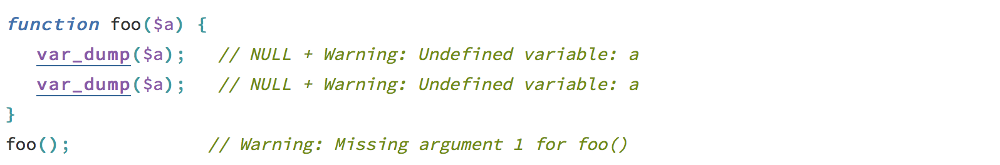 function foo($a) {
   var_dump($a);   // NULL + Warning: Undefined variable: a
   var_dump($a);   // NULL + Warning: Undefined variable: a
}
foo();             // Warning: Missing argument 1 for foo()